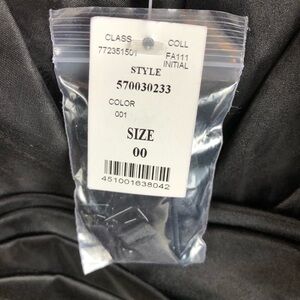 CLASS COLL
772351501 FA111
INITIAL
STYLE
570030233
COLOR
001
SIZE
00
451001638042